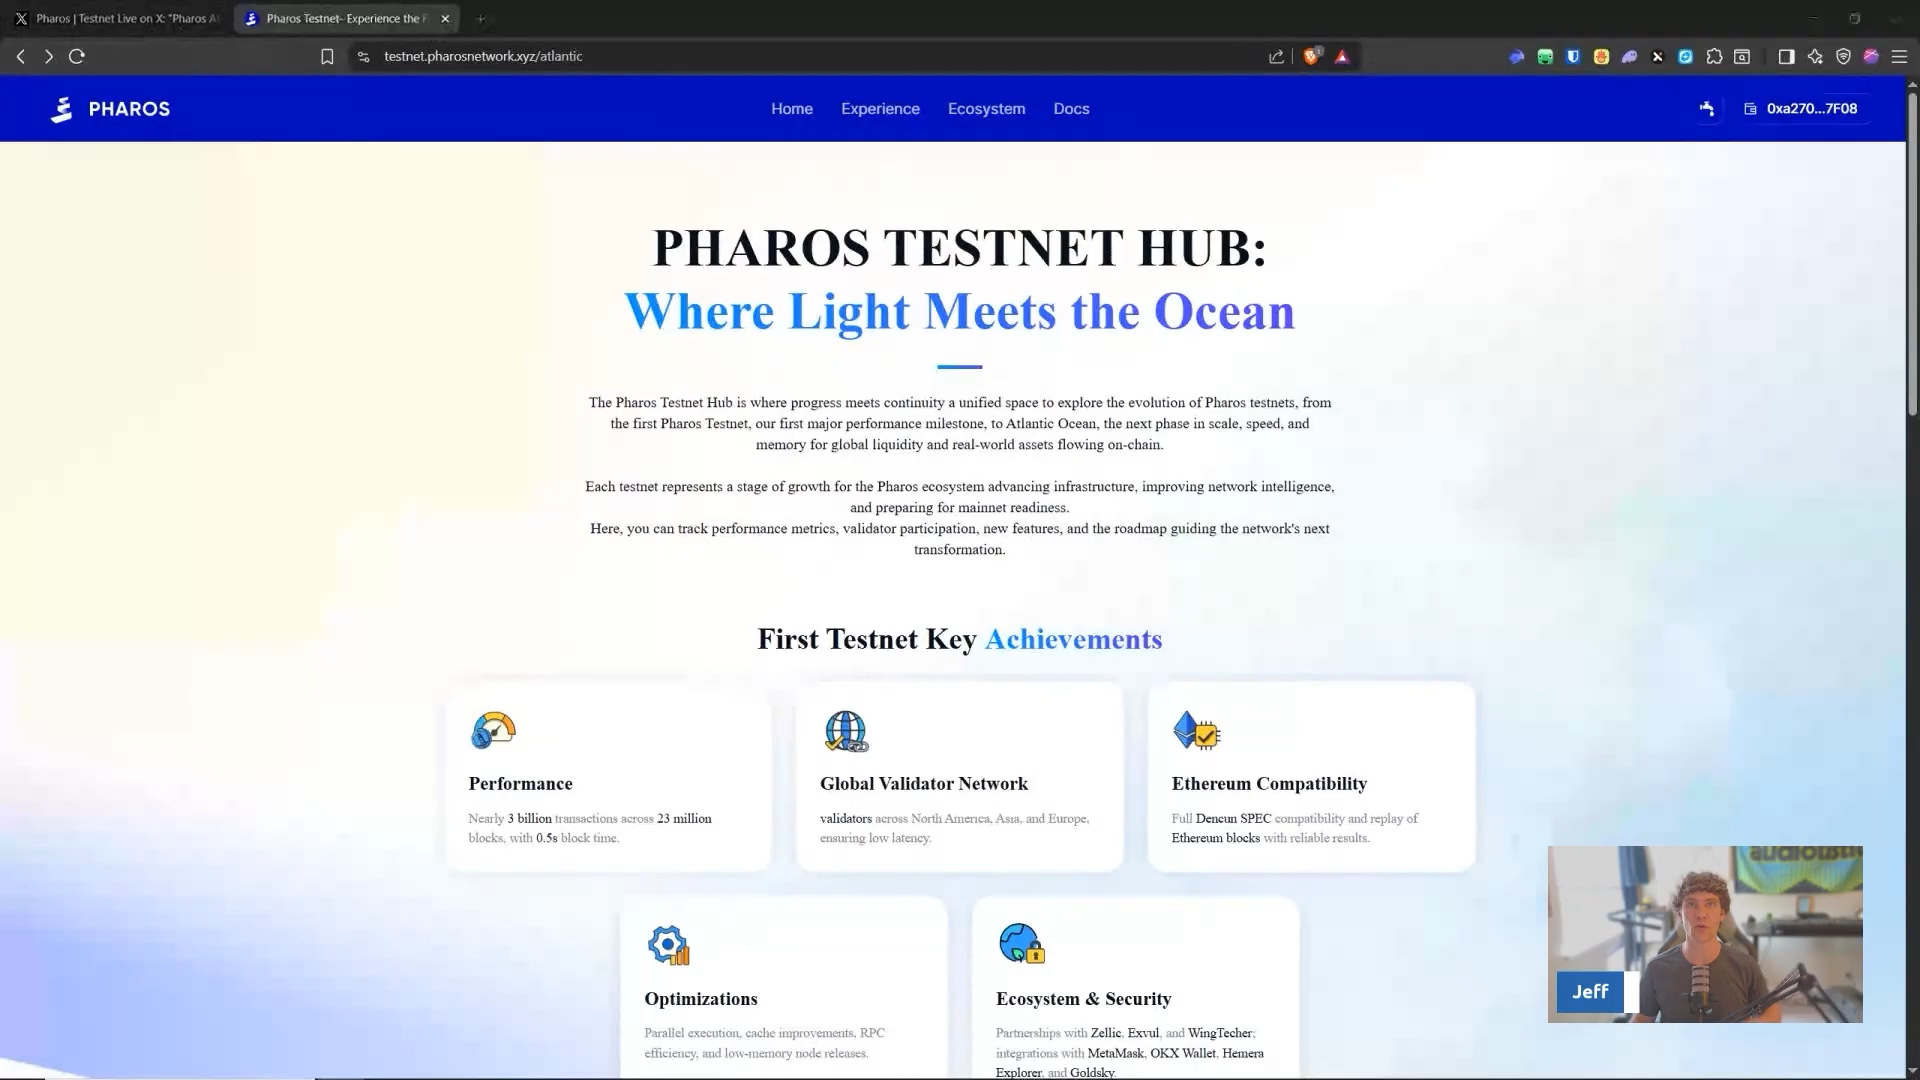 Pharos | Testnet Live on X: "Pharos A
Pharos Testnet- Experience the F
testnet.pharosnetwork.xyz/atlantic
PHAROS
Home
Experience
Ecosystem
Docs
0xa270...7F08
PHAROS TESTNET HUB:
Where Light Meets the Ocean
The Pharos Testnet Hub is where progress meets continuity a unified space to explore the evolution of Pharos testnets, from
the first Pharos Testnet, our first major performance milestone, to Atlantic Ocean, the next phase in scale, speed, and
memory for global liquidity and real-world assets flowing on-chain.
Each testnet represents a stage of growth for the Pharos ecosystem advancing infrastructure, improving network intelligence,
and preparing for mainnet readiness.
Here, you can track performance metrics, validator participation, new features, and the roadmap guiding the network's next
transformation.
First Testnet Key Achievements
Performance
Nearly 3 billion transactions across 23 million
blocks, with 0.5s block time.
Global Validator Network
validators across North America, Asia, and Europe,
ensuring low latency.
Ethereum Compatibility
Full Dencun SPEC compatibility and replay of
Ethereum blocks with reliable results.
Optimizations
Parallel execution, cache improvements, RPC
efficiency, and low-memory node releases.
Ecosystem & Security
Partnerships with Zellic, Exvul, and WingTecher;
integrations with MetaMask, OKX Wallet, Hemera
Explorer, and Goldsky.
Jeff